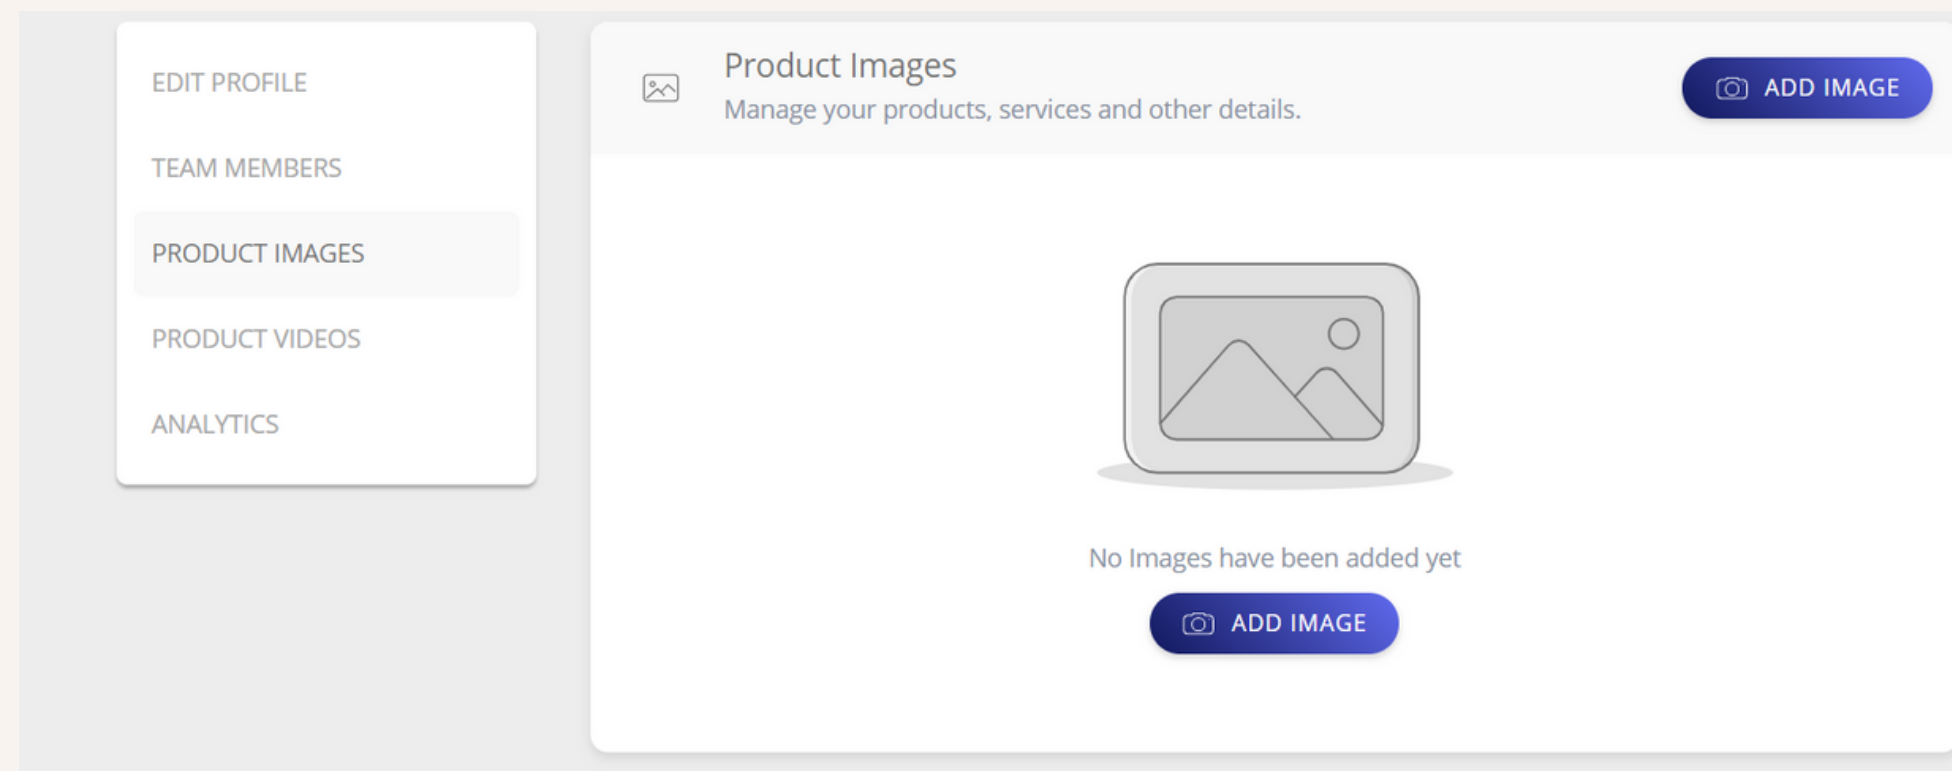 EDIT PROFILE
TEAM MEMBERS
PRODUCT IMAGES
PRODUCT VIDEOS
ANALYTICS
Product Images
Manage your products, services and other details.
ADD IMAGE
No Images have been added yet
ADD IMAGE